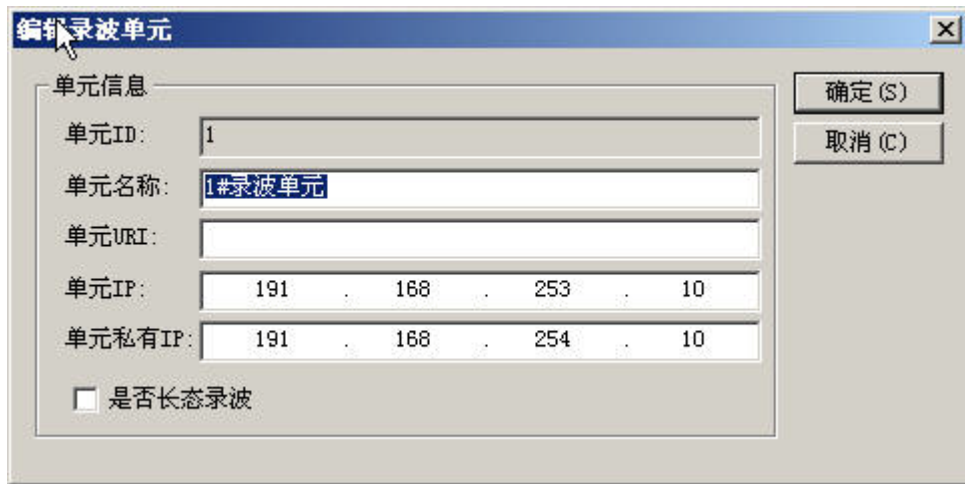 编辑录波单元
单元信息
确定(S)
单元ID: 1
取消(C)
单元名称: 1#录波单元
单元URI:
单元IP: 191 . 168 . 253 . 10
单元私有IP: 191 . 168 . 254 . 10
是否长态录波